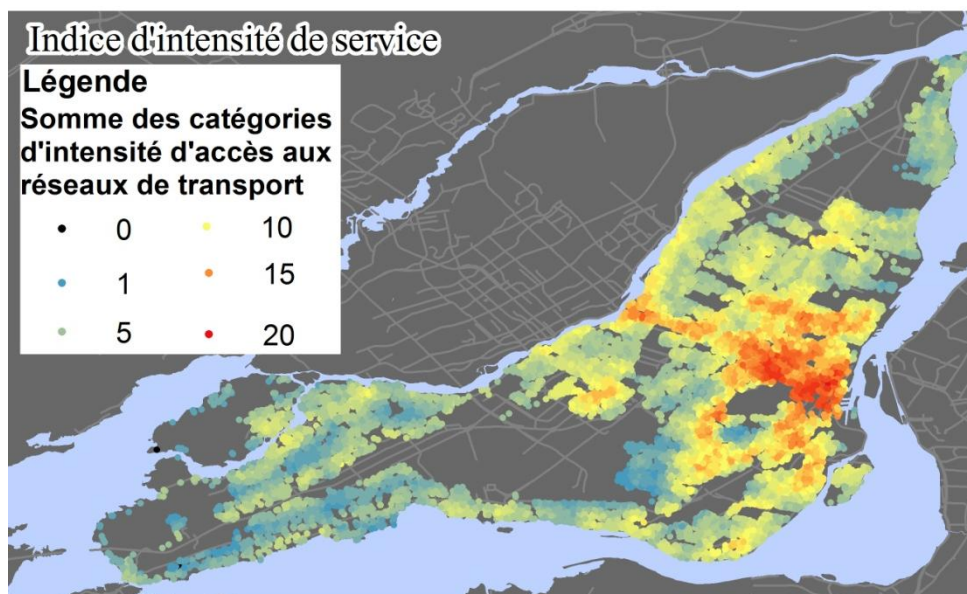 Indice d'intensité de service
Légende
Somme des catégories
d'intensité d'accès aux
réseaux de transport
0 10
1 15
5 20